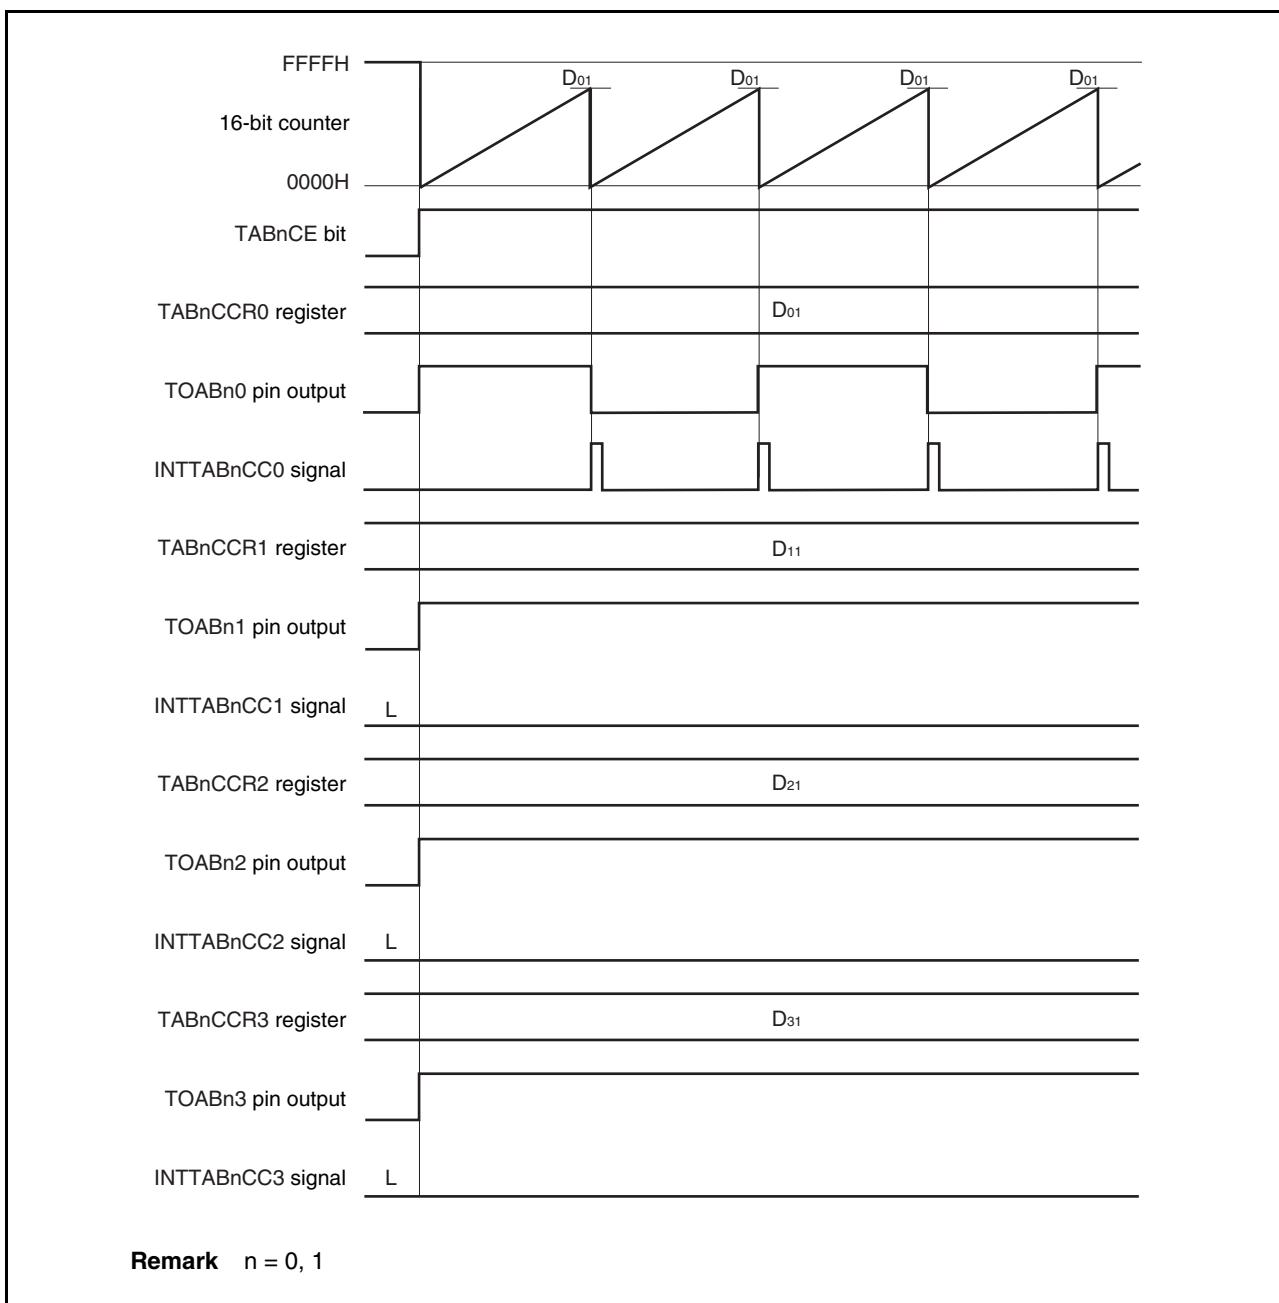 FFFFH
D01 D01 D01 D01
16-bit counter
0000H
TABnCE bit
TABnCCR0 register D01
TOABn0 pin output
INTTABnCC0 signal
TABnCCR1 register D11
TOABn1 pin output
INTTABnCC1 signal L
TABnCCR2 register D21
TOABn2 pin output
INTTABnCC2 signal L
TABnCCR3 register D31
TOABn3 pin output
INTTABnCC3 signal L
Remark n = 0, 1